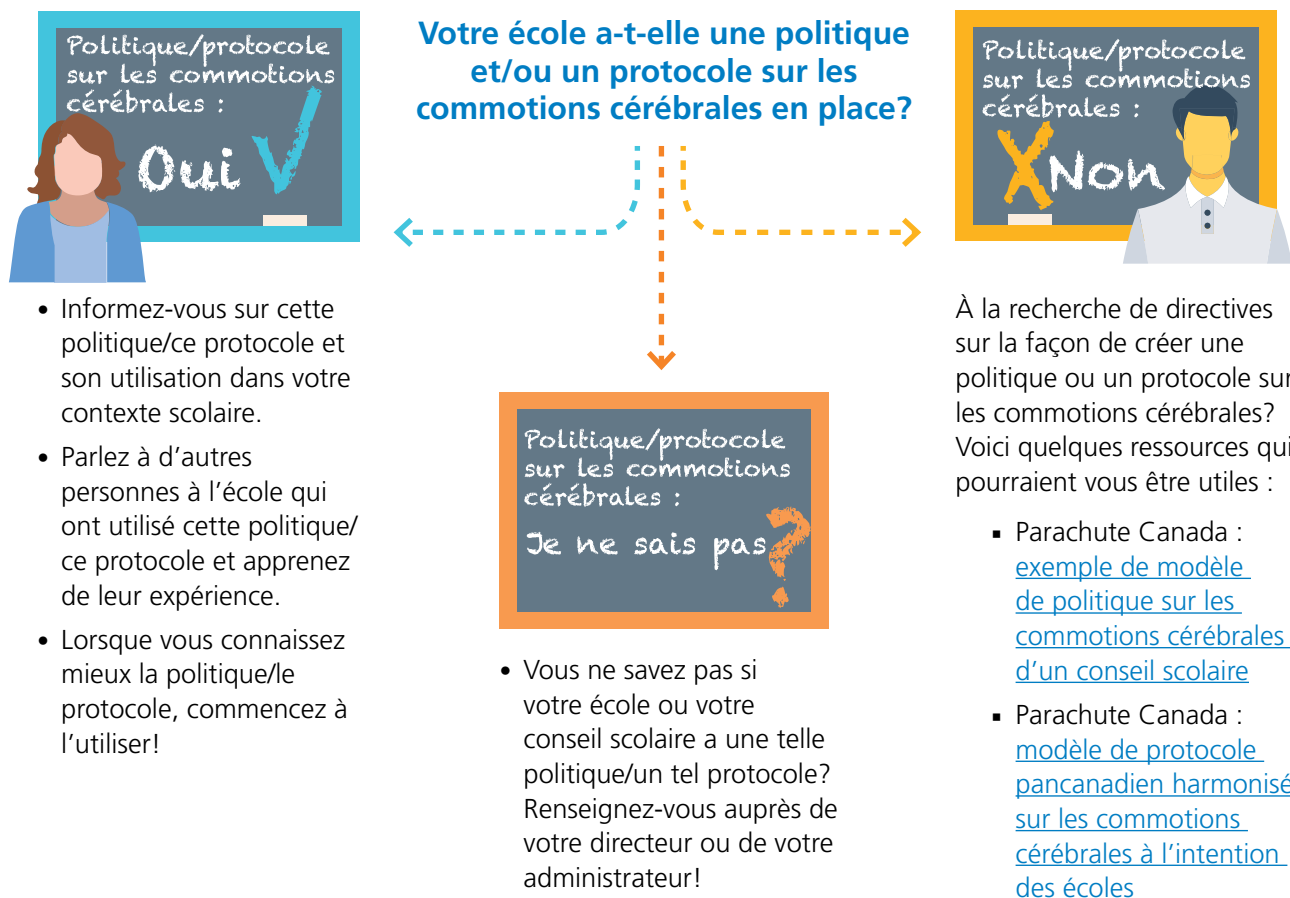 Votre école a-t-elle une politique
et/ou un protocole sur les
commotions cérébrales en place?
Politique/protocole
sur les commotions
cérébrales :
Oui
• Informez-vous sur cette
politique/ce protocole et
son utilisation dans votre
contexte scolaire.
• Parlez à d'autres
personnes à l'école qui
ont utilisé cette politique/
ce protocole et apprenez
de leur expérience.
• Lorsque vous connaissez
mieux la politique/le
protocole, commencez à
l'utiliser!
Politique/protocole
sur les commotions
cérébrales :
Je ne sais pas?
• Vous ne savez pas si
votre école ou votre
conseil scolaire a une telle
politique/un tel protocole?
Renseignez-vous auprès de
votre directeur ou de votre
administrateur!
Politique/protocole
sur les commotions
cérébrales :
Non
À la recherche de directives
sur la façon de créer une
politique ou un protocole sur
les commotions cérébrales?
Voici quelques ressources qui
pourraient vous être utiles :
▪ Parachute Canada :
exemple de modèle
de politique sur les
commotions cérébrales
d'un conseil scolaire
▪ Parachute Canada :
modèle de protocole
pancanadien harmonisé
sur les commotions
cérébrales à l'intention
des écoles